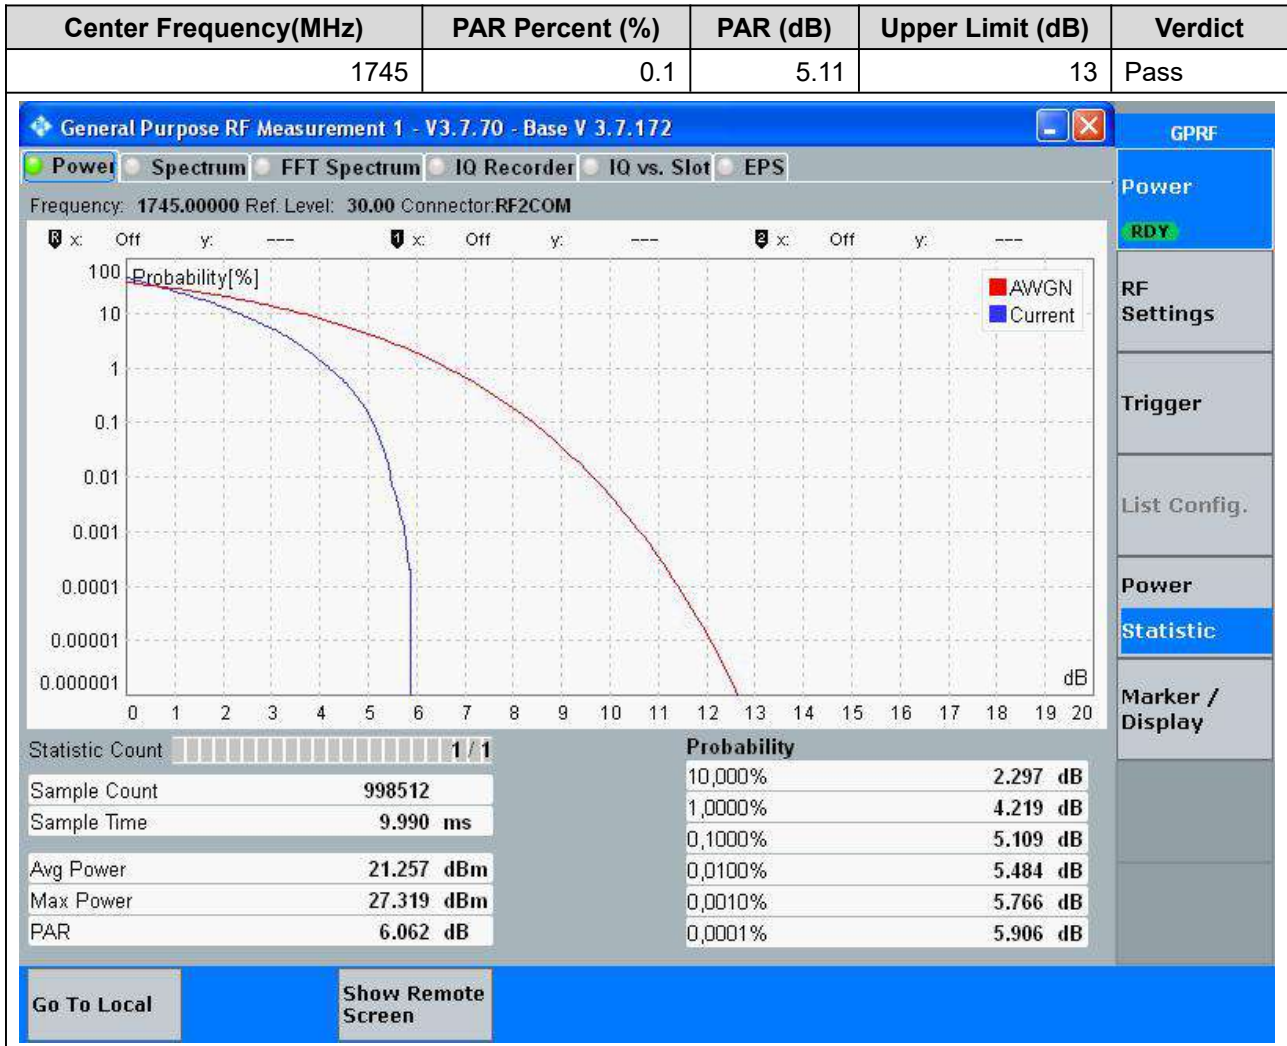 Center Frequency(MHz) PAR Percent (%) PAR (dB) Upper Limit (dB) Verdict
1745 0.1 5.11 13 Pass
General Purpose RF Measurement 1 - V3.7.70 - Base V 3.7.172
GPRF
Power Spectrum FFT Spectrum IQ Recorder IQ vs. Slot EPS
Power
RDY
Frequency: 1745.00000 Ref. Level: 30.00 Connector:RF2COM
R x: Off y: --- 1 x: Off y: --- 2 x: Off y: ---
Probability[%]
100
10
1
0.1
0.01
0.001
0.0001
0.00001
0.000001
AWGN
Current
dB
0 1 2 3 4 5 6 7 8 9 10 11 12 13 14 15 16 17 18 19 20
RF
Settings
Trigger
List Config.
Power
Statistic
Marker /
Display
Statistic Count 1 / 1
Sample Count 998512
Sample Time 9.990 ms
Avg Power 21.257 dBm
Max Power 27.319 dBm
PAR 6.062 dB
Probability
10,000% 2.297 dB
1,0000% 4.219 dB
0,1000% 5.109 dB
0,0100% 5.484 dB
0,0010% 5.766 dB
0,0001% 5.906 dB
Go To Local
Show Remote
Screen